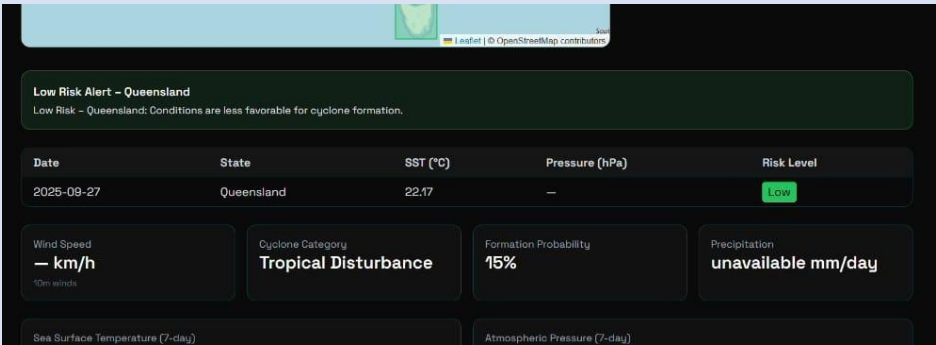 Leaflet | © OpenStreetMap contributors
Low Risk Alert – Queensland
Low Risk – Queensland: Conditions are less favorable for cyclone formation.
Date State SST (°C) Pressure (hPa) Risk Level
2025-09-27 Queensland 22.17 — Low
Wind Speed Cyclone Category Formation Probability Precipitation
— km/h Tropical Disturbance 15% unavailable mm/day
10m winds
Sea Surface Temperature (7-day) Atmospheric Pressure (7-day)